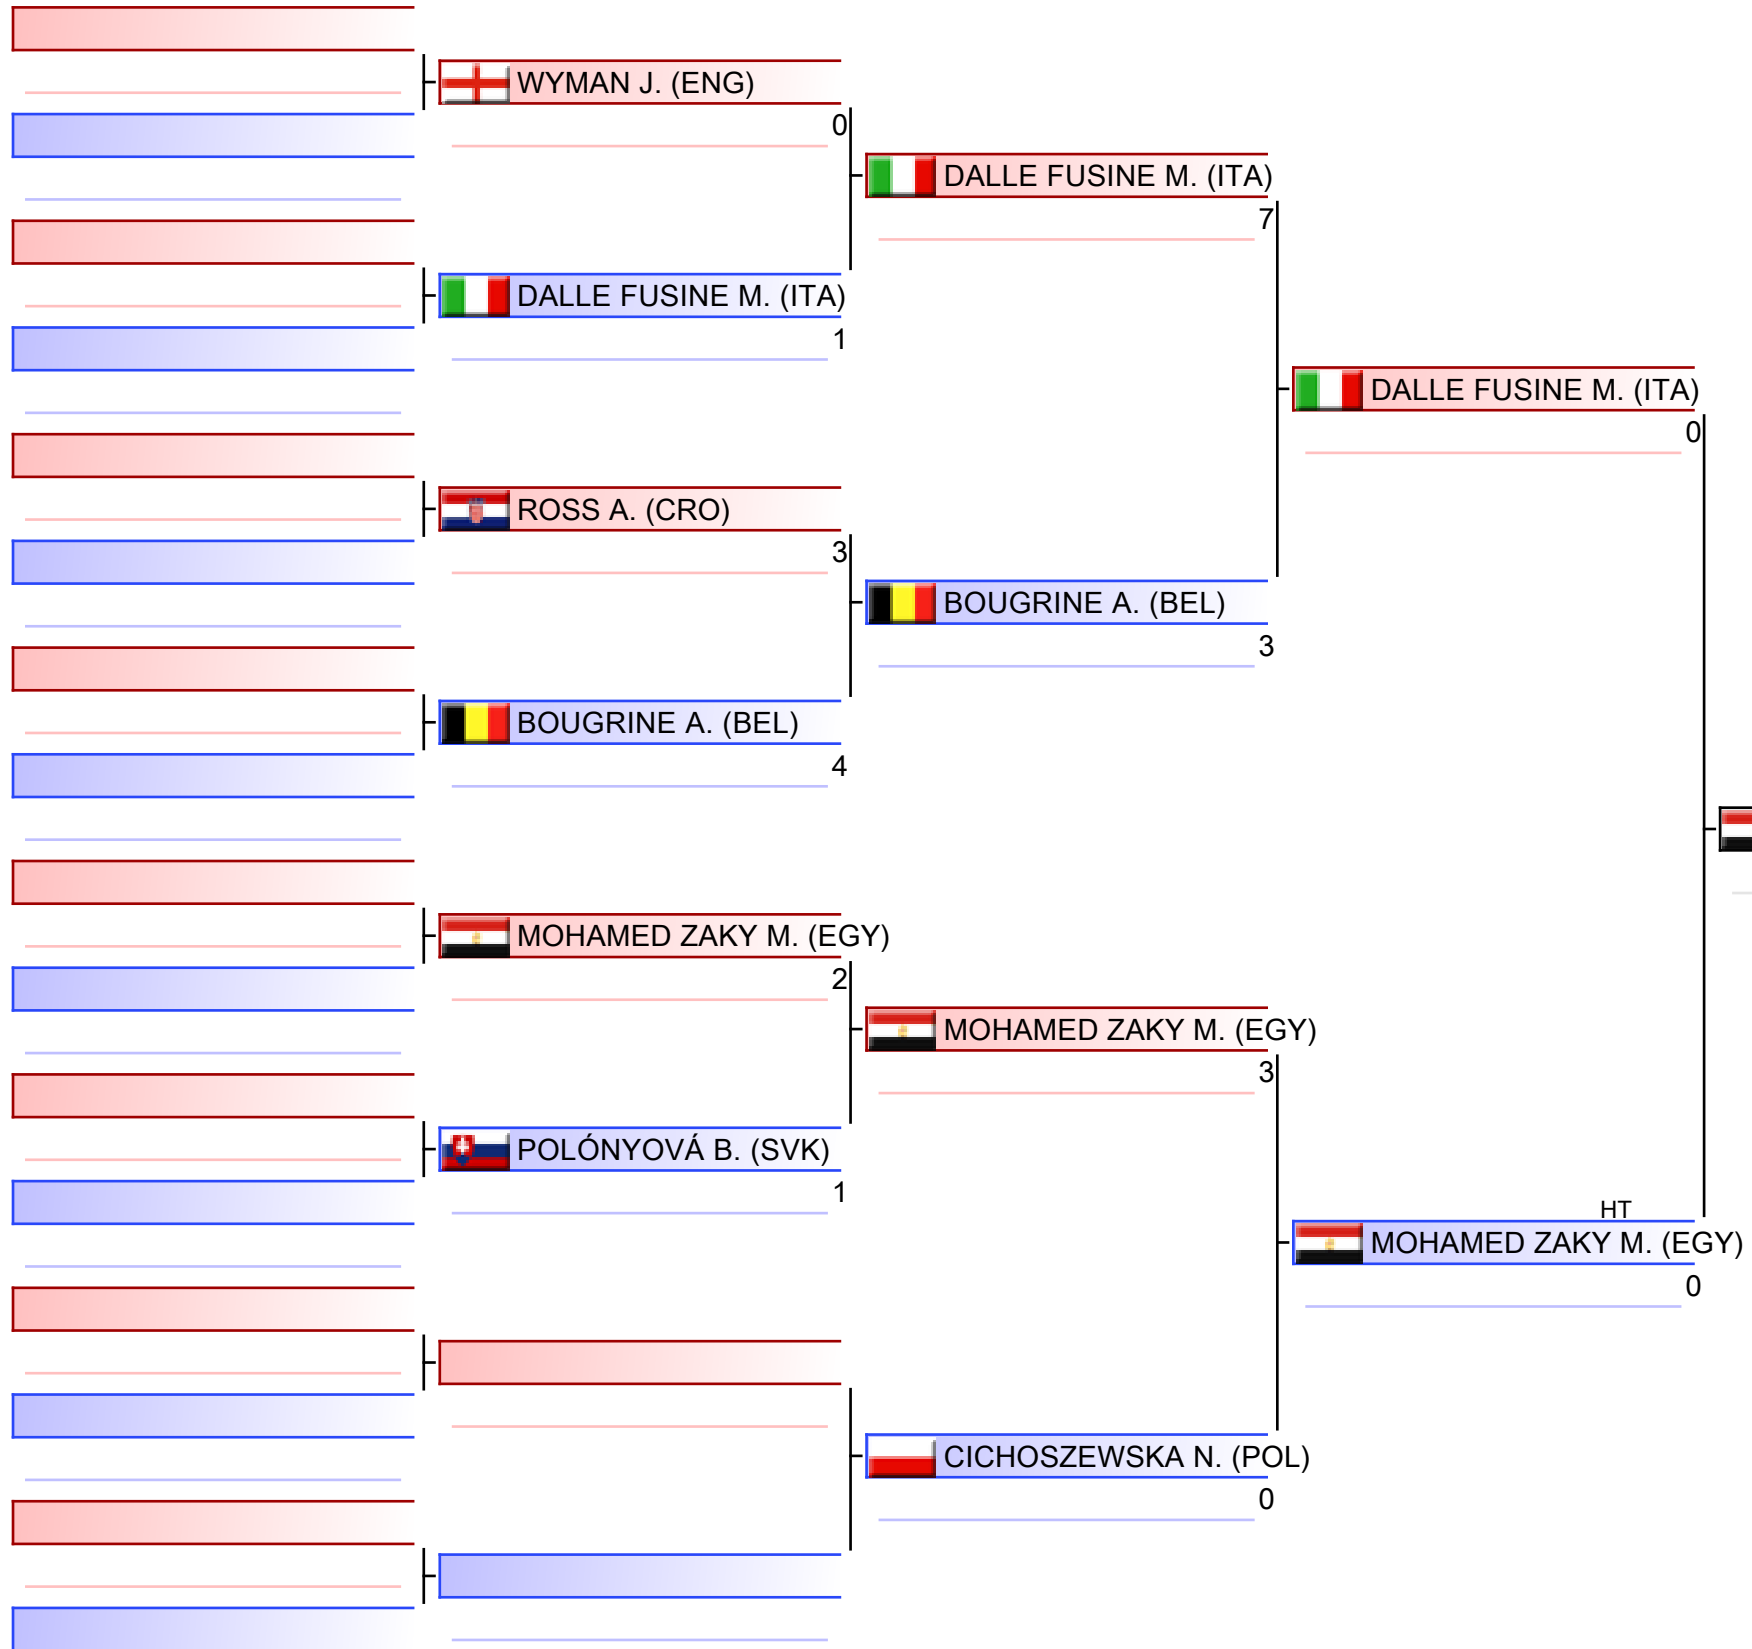 WYMAN J. (ENG)
0
DALLE FUSINE M. (ITA)
7
DALLE FUSINE M. (ITA)
1
DALLE FUSINE M. (ITA)
0
ROSS A. (CRO)
3
BOUGRINE A. (BEL)
3
BOUGRINE A. (BEL)
4
MOHAMED ZAKY M. (EGY)
2
MOHAMED ZAKY M. (EGY)
3
POLÓNYOVÁ B. (SVK)
1
HT
MOHAMED ZAKY M. (EGY)
0
CICHOSZEWSKA N. (POL)
0